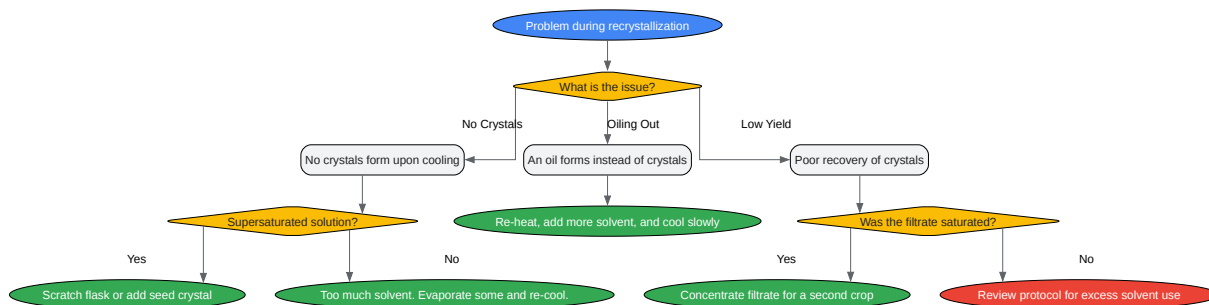 Problem during recrystallization
What is the issue?
No Crystals
Oiling Out
Low Yield
No crystals form upon cooling
An oil forms instead of crystals
Poor recovery of crystals
Supersaturated solution?
Re-heat, add more solvent, and cool slowly
Was the filtrate saturated?
Yes
No
Yes
No
Scratch flask or add seed crystal
Too much solvent. Evaporate some and re-cool.
Concentrate filtrate for a second crop
Review protocol for excess solvent use